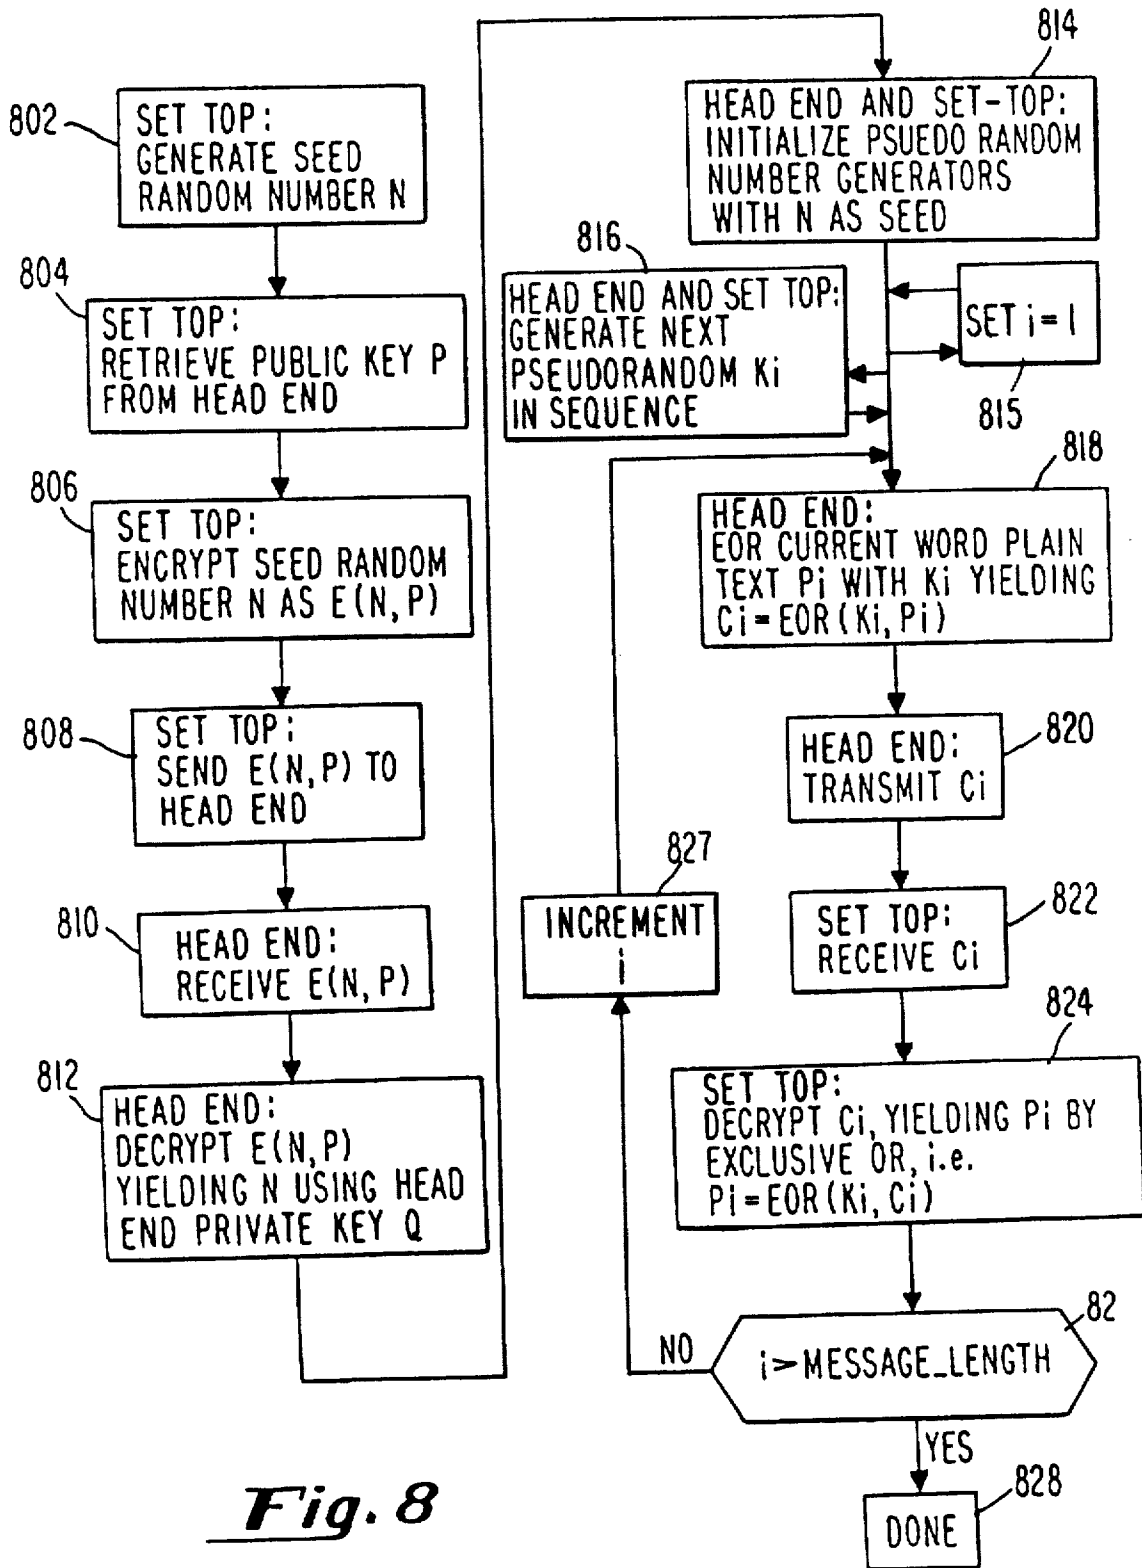 802
SET TOP:
GENERATE SEED
RANDOM NUMBER N
804
SET TOP:
RETRIEVE PUBLIC KEY P
FROM HEAD END
806
SET TOP:
ENCRYPT SEED RANDOM
NUMBER N AS E(N,P)
808
SET TOP:
SEND E(N,P) TO
HEAD END
810
HEAD END:
RECEIVE E(N,P)
812
HEAD END:
DECRYPT E(N,P)
YIELDING N USING HEAD
END PRIVATE KEY Q
814
HEAD END AND SET-TOP:
INITIALIZE PSUEDO RANDOM
NUMBER GENERATORS
WITH N AS SEED
SET i = 1
815
816
HEAD END AND SET TOP:
GENERATE NEXT
PSEUDORANDOM Ki
IN SEQUENCE
818
HEAD END:
EOR CURRENT WORD PLAIN
TEXT Pi WITH Ki YIELDING
Ci=EOR(Ki,Pi)
820
HEAD END:
TRANSMIT Ci
822
SET TOP:
RECEIVE Ci
824
SET TOP:
DECRYPT Ci, YIELDING Pi BY
EXCLUSIVE OR, i.e.
Pi=EOR(Ki,Ci)
82
i>MESSAGE_LENGTH
NO
827
INCREMENT
i
YES
828
DONE
Fig. 8